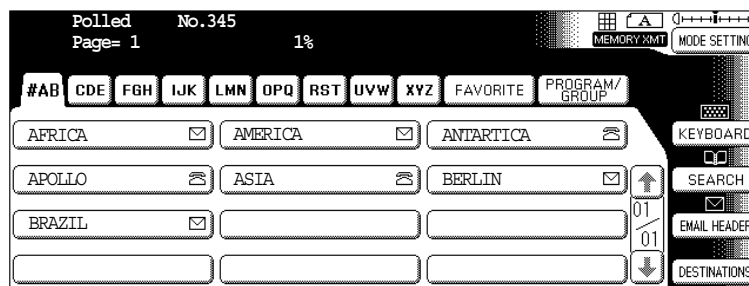 Polled No.345
Page= 1 1%
A
MEMORY XMT
MODE SETTING
#AB CDE FGH IJK LMN OPQ RST UVW XYZ FAVORITE PROGRAM/
GROUP
AFRICA AMERICA ANTARTICA
KEYBOARD
APOLLO ASIA BERLIN
SEARCH
BRAZIL
01
01
EMAIL HEADER
DESTINATIONS